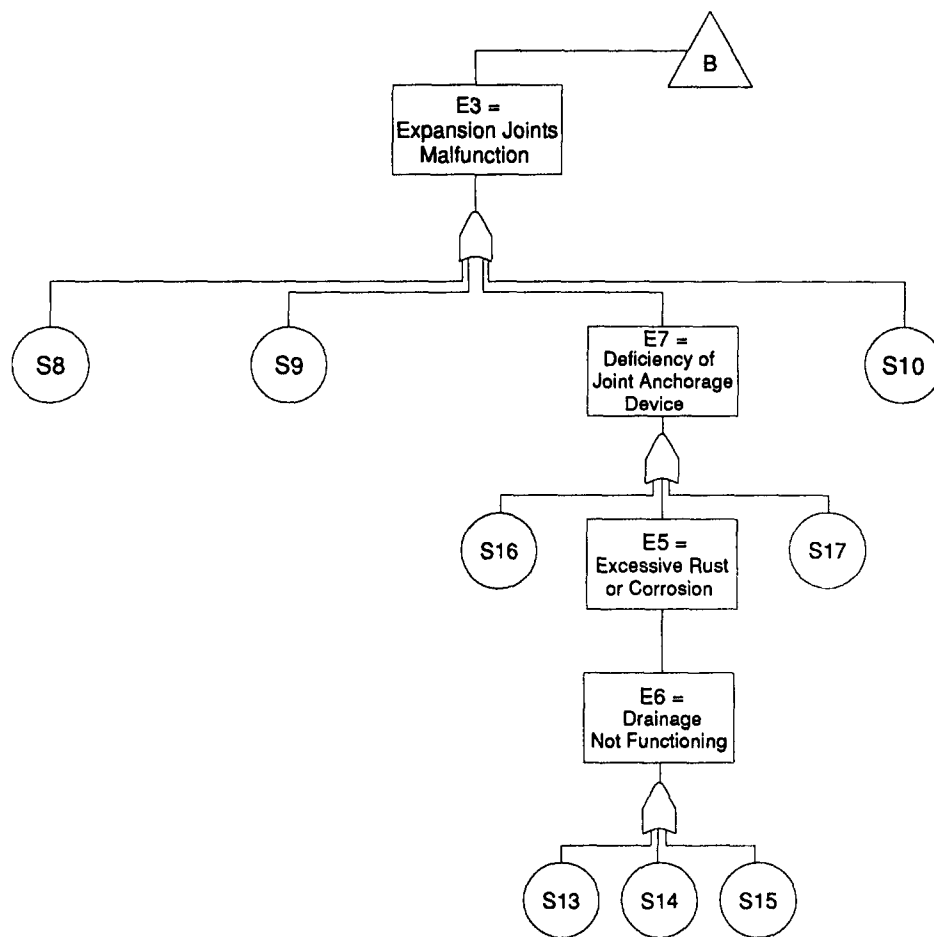 B
E3 =
Expansion Joints
Malfunction
S8
S9
E7 =
Deficiency of
Joint Anchorage
Device
S10
S16
E5 =
Excessive Rust
or Corrosion
S17
E6 =
Drainage
Not Functioning
S13
S14
S15